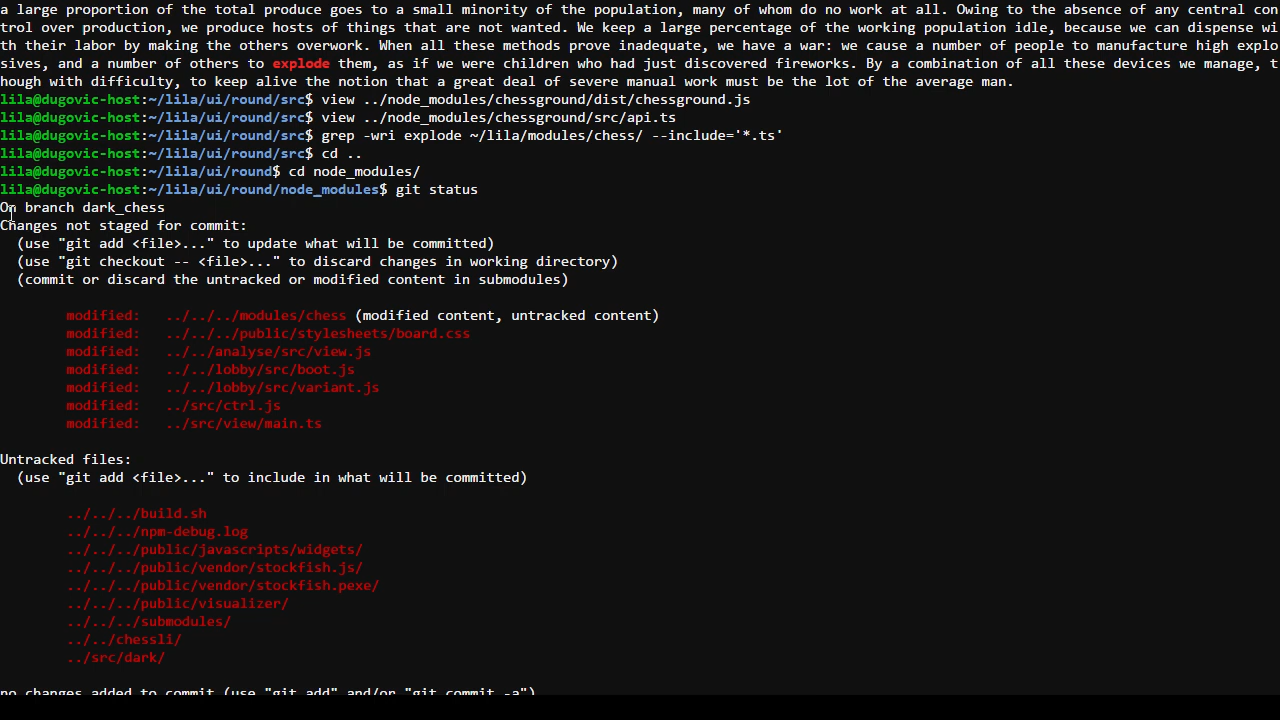 a large proportion of the total produce goes to a small minority of the population, many of whom do no work at all. Owing to the absence of any central con
trol over production, we produce hosts of things that are not wanted. We keep a large percentage of the working population idle, because we can dispense wi
th their labor by making the others overwork. When all these methods prove inadequate, we have a war: we cause a number of people to manufacture high explo
sives, and a number of others to explode them, as if we were children who had just discovered fireworks. By a combination of all these devices we manage, t
hough with difficulty, to keep alive the notion that a great deal of severe manual work must be the lot of the average man.
lila@dugovic-host:~/lila/ui/round/src$ view ../node_modules/chessground/dist/chessground.js
lila@dugovic-host:~/lila/ui/round/src$ view ../node_modules/chessground/src/api.ts
lila@dugovic-host:~/lila/ui/round/src$ grep -wri explode ~/lila/modules/chess/ --include='*.ts'
lila@dugovic-host:~/lila/ui/round/src$ cd ..
lila@dugovic-host:~/lila/ui/round$ cd node_modules/
lila@dugovic-host:~/lila/ui/round/node_modules$ git status
On branch dark_chess
Changes not staged for commit:
  (use "git add <file>..." to update what will be committed)
  (use "git checkout -- <file>..." to discard changes in working directory)
  (commit or discard the untracked or modified content in submodules)
        modified:   ../../../modules/chess (modified content, untracked content)
        modified:   ../../../public/stylesheets/board.css
        modified:   ../../analyse/src/view.js
        modified:   ../../lobby/src/boot.js
        modified:   ../../lobby/src/variant.js
        modified:   ../src/ctrl.js
        modified:   ../src/view/main.ts
Untracked files:
  (use "git add <file>..." to include in what will be committed)
        ../../../build.sh
        ../../../npm-debug.log
        ../../../public/javascripts/widgets/
        ../../../public/vendor/stockfish.js/
        ../../../public/vendor/stockfish.pexe/
        ../../../public/visualizer/
        ../../../submodules/
        ../../chessli/
        ../src/dark/
no changes added to commit (use "git add" and/or "git commit -a")